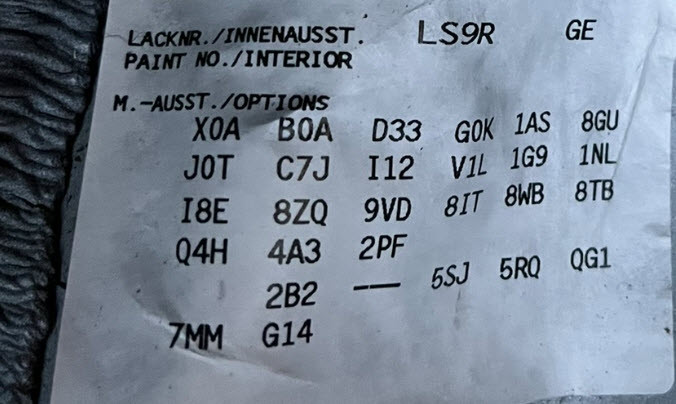 LACKNR./INNENAUSST. LS9R GE
PAINT NO./INTERIOR
M.-AUSST./OPTIONS
X0A B0A D33 G0K 1AS 8GU
J0T C7J I12 V1L 1G9 1NL
I8E 8ZQ 9VD 8IT 8WB 8TB
Q4H 4A3 2PF
2B2 –– 5SJ 5RQ QG1
7MM G14